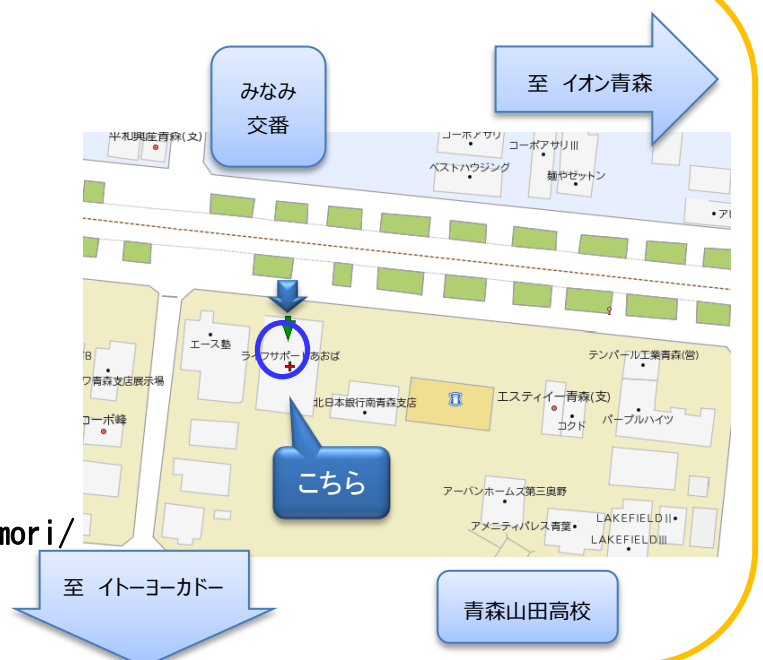 みなみ
交番
至 イオン青森
平和興産青森(支)
コーポアサリ
コーポアサリⅢ
ベストハウジング
麺やゼットン
エース塾
ライフサポートあおば
テンパール工業青森(営)
ワ青森支店展示場
北日本銀行南青森支店
エスティイー青森(支)
コーポ峰
コクド
パープルハイツ
こちら
アーバンホームズ第三奥野
アメニティパレス青葉
LAKEFIELDⅡ
LAKEFIELDⅢ
mori/
至 イトーヨーカドー
青森山田高校